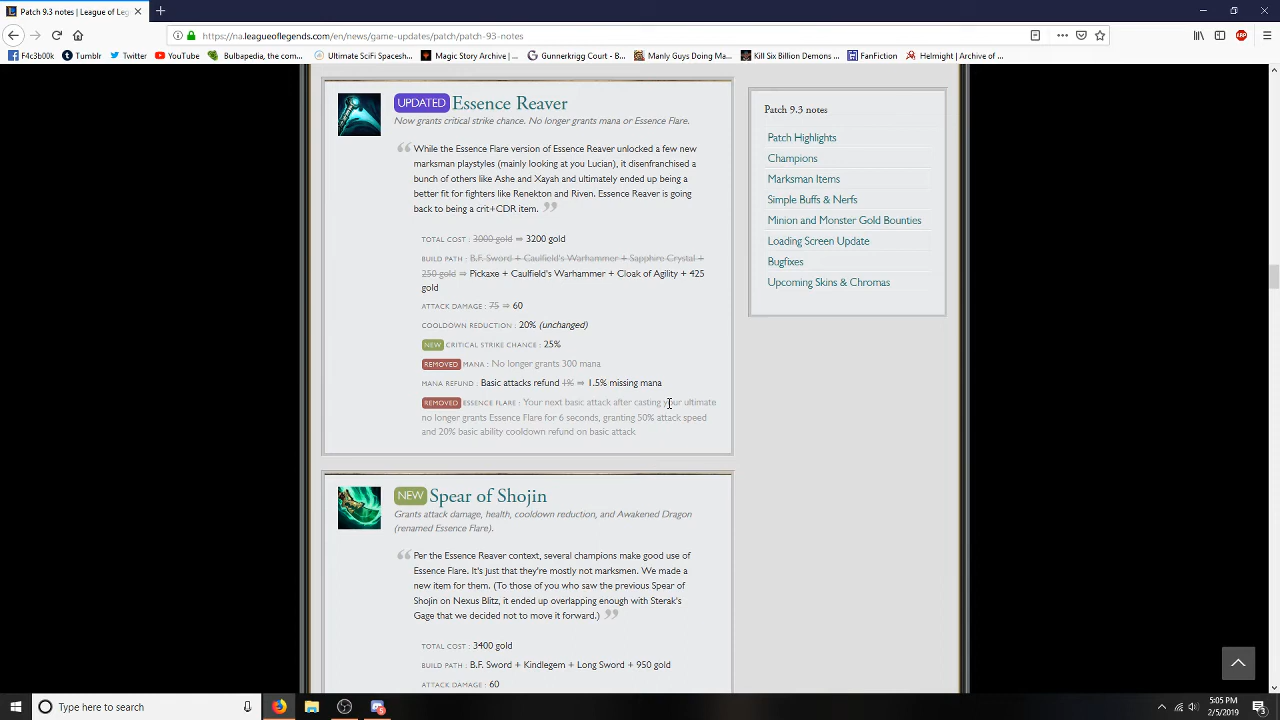 Patch 9.3 notes | League of Leg
https://na.leagueoflegends.com/en/news/game-updates/patch/patch-93-notes
F4c3b00k
Tumblr
Twitter
YouTube
Bulbapedia, the com...
Ultimate SciFi Spacesh...
Magic Story Archive |...
Gunnerkrigg Court - B...
Manly Guys Doing Ma...
Kill Six Billion Demons...
FanFiction
Helmight | Archive of ...
UPDATED Essence Reaver
Now grants critical strike chance. No longer grants mana or Essence Flare.
While the Essence Flare version of Essence Reaver unlocked a few new
marksman playstyles (mainly looking at you Lucian), it disenfranchised a
bunch of others like Ashe and Xayah and ultimately ended up being a
better fit for fighters like Renekton and Riven. Essence Reaver is going
back to being a crit+CDR item.
TOTAL COST : 3000 gold ⇒ 3200 gold
BUILD PATH : B.F. Sword + Caulfield's Warhammer + Sapphire Crystal +
250 gold ⇒ Pickaxe + Caulfield's Warhammer + Cloak of Agility + 425
gold
ATTACK DAMAGE : 75 ⇒ 60
COOLDOWN REDUCTION : 20% (unchanged)
NEW CRITICAL STRIKE CHANCE : 25%
REMOVED MANA : No longer grants 300 mana
MANA REFUND : Basic attacks refund 1% ⇒ 1.5% missing mana
REMOVED ESSENCE FLARE : Your next basic attack after casting your ultimate
no longer grants Essence Flare for 6 seconds, granting 50% attack speed
and 20% basic ability cooldown refund on basic attack
NEW Spear of Shojin
Grants attack damage, health, cooldown reduction, and Awakened Dragon
(renamed Essence Flare).
Per the Essence Reaver context, several champions make good use of
Essence Flare. It's just that they're mostly not marksmen. We made a
new item for them. (To those of you who saw the previous Spear of
Shojin on Nexus Blitz, it ended up overlapping enough with Sterak's
Gage that we decided not to move it forward.)
TOTAL COST : 3400 gold
BUILD PATH : B.F. Sword + Kindlegem + Long Sword + 950 gold
ATTACK DAMAGE : 60
Patch 9.3 notes
Patch Highlights
Champions
Marksman Items
Simple Buffs & Nerfs
Minion and Monster Gold Bounties
Loading Screen Update
Bugfixes
Upcoming Skins & Chromas
Type here to search
5:05 PM
2/5/2019